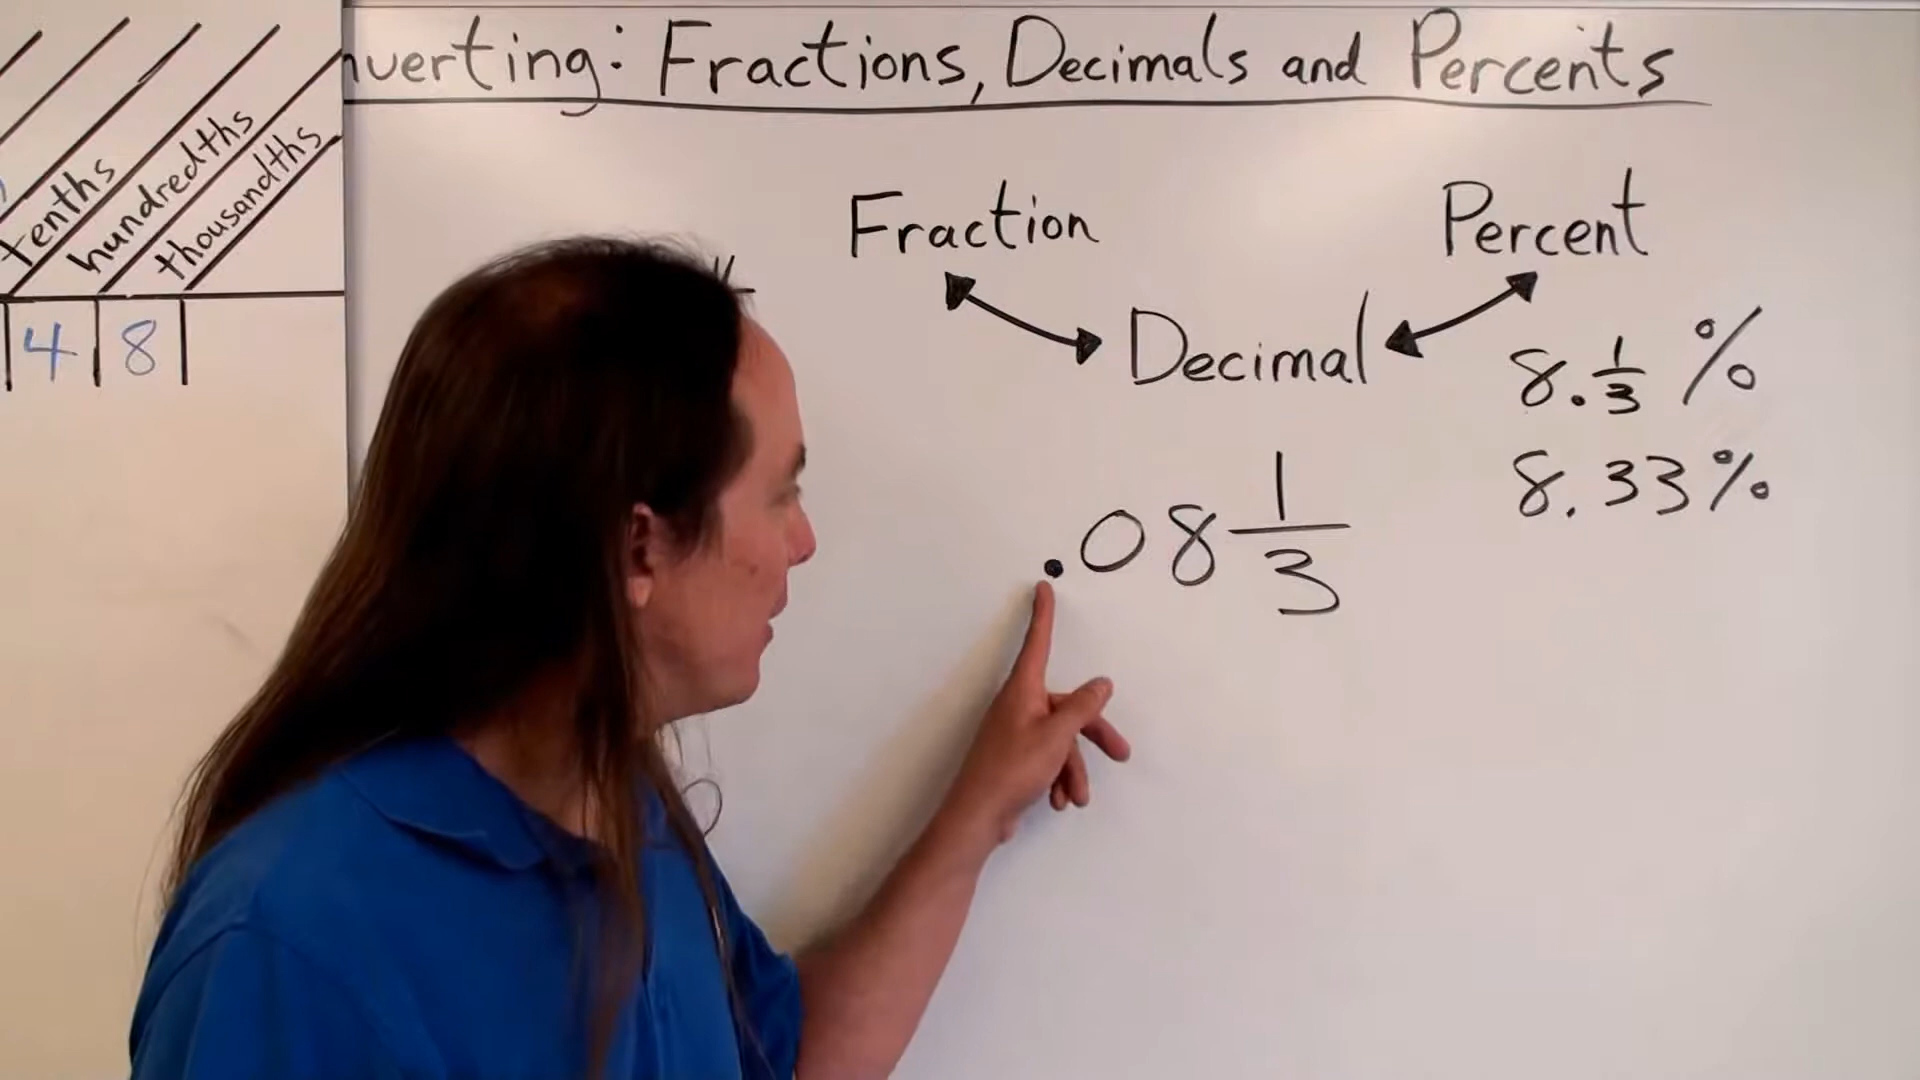 nverting: Fractions, Decimals and Percents
tenths
hundredths
thousandths
4 8
Fraction
Percent
Decimal
8.1/3 %
8.33%
.08 1/3